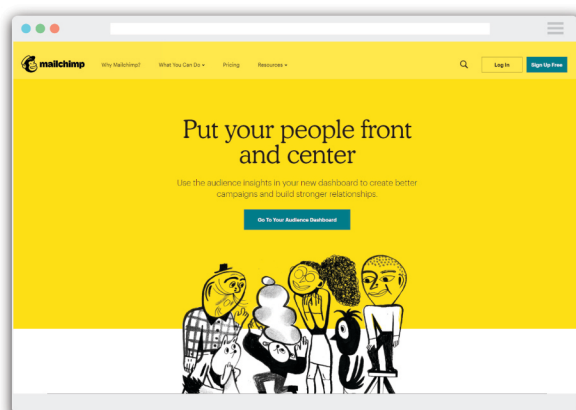 mailchimp Why Mailchimp? What You Can Do Pricing Resources Log In Sign Up Free
Put your people front
and center
Use the audience insights in your new dashboard to create better
campaigns and build stronger relationships.
Go To Your Audience Dashboard